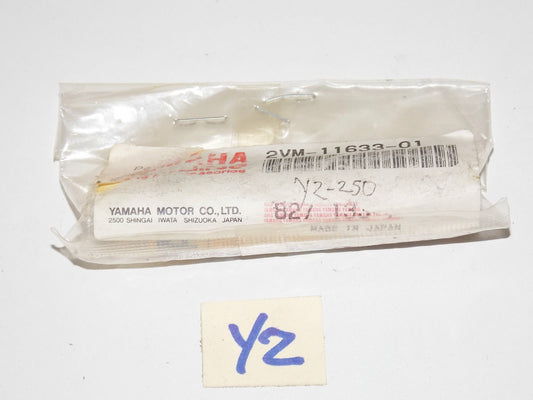 YAMAHA
2VM-11633-01
YZ-250
YAMAHA MOTOR CO., LTD.
2500 SHINGAI IWATA SHIZUOKA JAPAN
827
MADE IN JAPAN
YZ